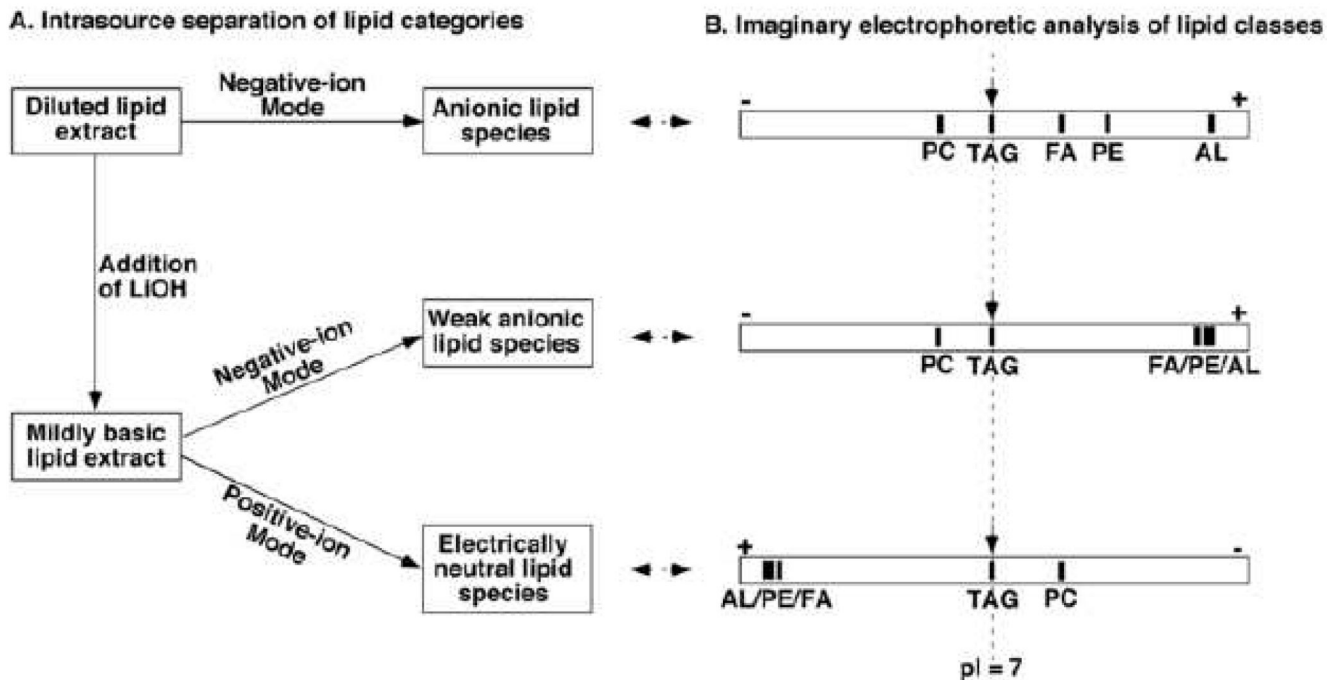 A. Intrasource separation of lipid categories
B. Imaginary electrophoretic analysis of lipid classes
Diluted lipid
extract
Negative-ion
Mode
Anionic lipid
species
-
+
PC
TAG
FA
PE
AL
Addition
of LiOH
Mildly basic
lipid extract
Negative-ion
Mode
Weak anionic
lipid species
-
+
PC
TAG
FA/PE/AL
Positive-ion
Mode
Electrically
neutral lipid
species
+
-
AL/PE/FA
TAG
PC
pI = 7